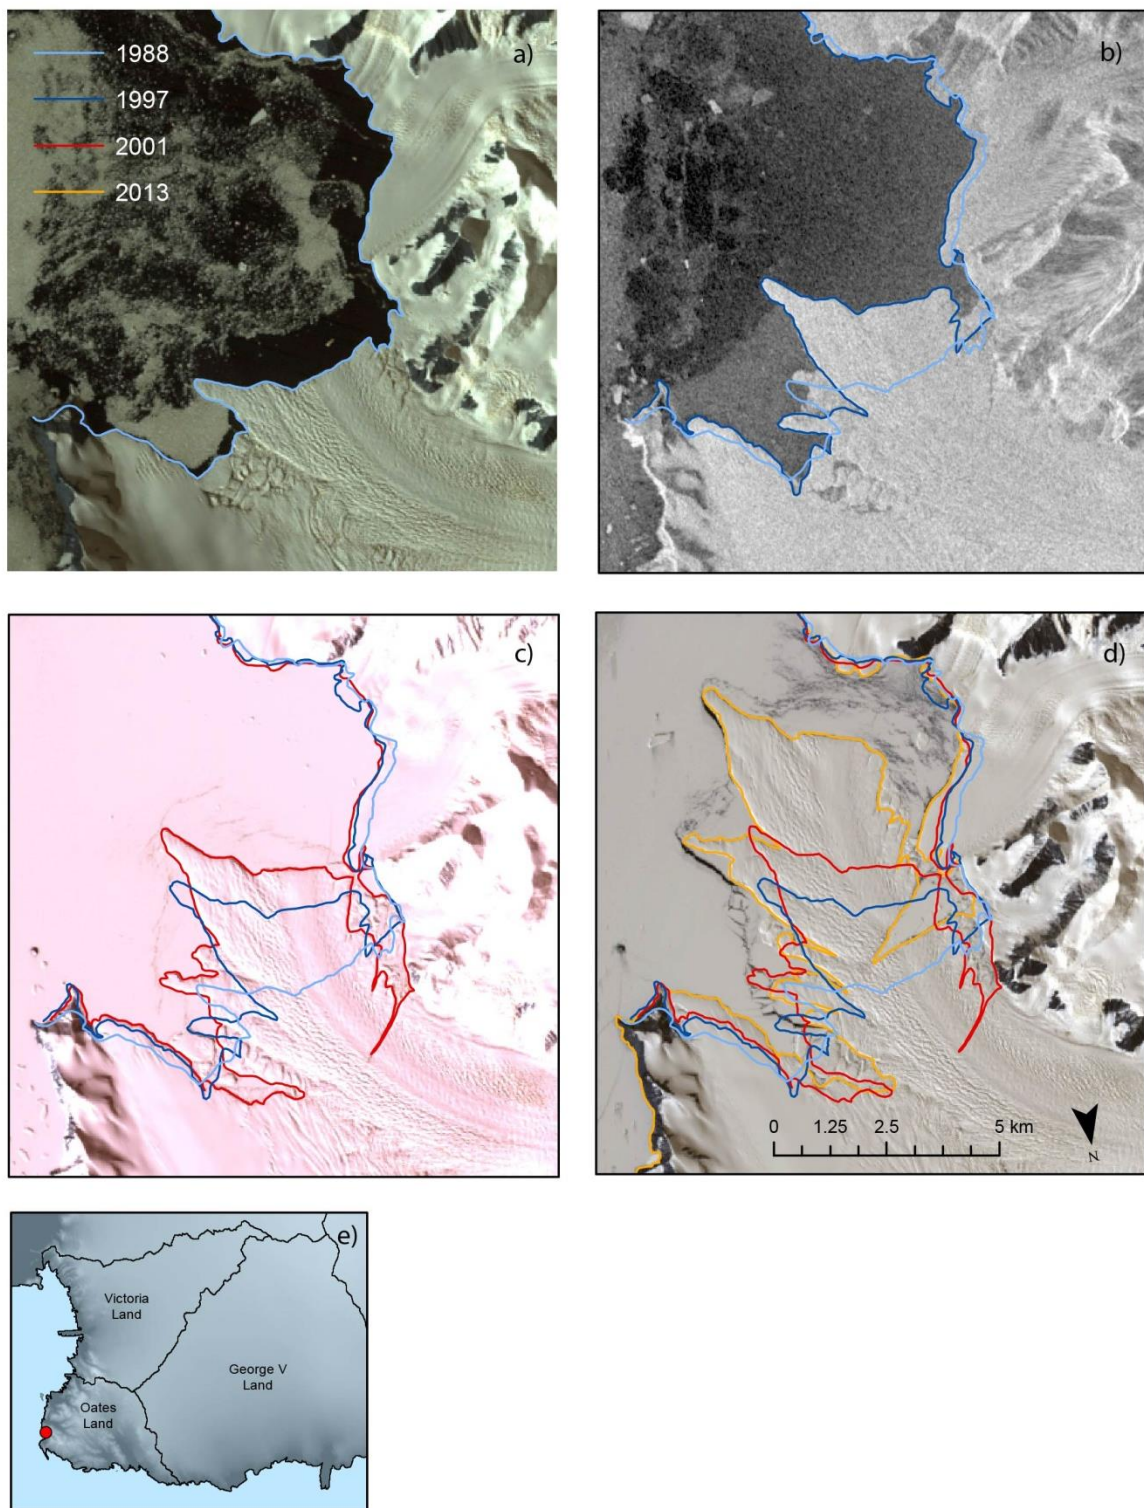 a)
1988
1997
2001
2013
b)
c)
d)
0 1.25 2.5 5 km
N
e)
Victoria
Land
George V
Land
Oates
Land